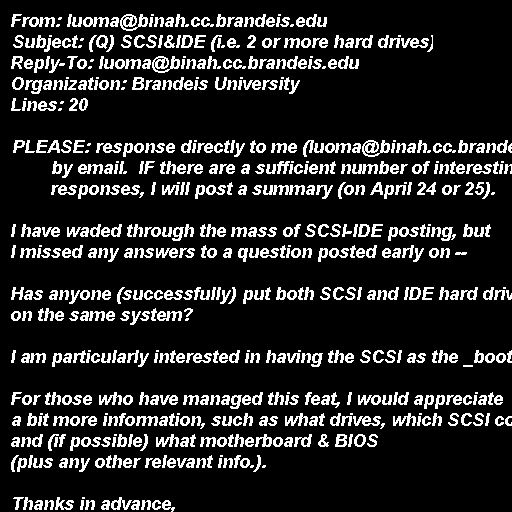 From: luoma@binah.cc.brandeis.edu
Subject: (Q) SCSI&IDE (i.e. 2 or more hard drives)
Reply-To: luoma@binah.cc.brandeis.edu
Organization: Brandeis University
Lines: 20

PLEASE: response directly to me (luoma@binah.cc.brande
by email.  IF there are a sufficient number of interestin
responses, I will post a summary (on April 24 or 25).

I have waded through the mass of SCSI-IDE posting, but
I missed any answers to a question posted early on --

Has anyone (successfully) put both SCSI and IDE hard driv
on the same system?

I am particularly interested in having the SCSI as the _boot

For those who have managed this feat, I would appreciate
a bit more information, such as what drives, which SCSI co
and (if possible) what motherboard & BIOS
(plus any other relevant info.).

Thanks in advance,